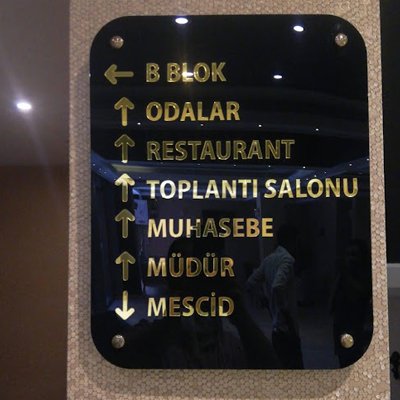 ← B BLOK
↑ ODALAR
↑ RESTAURANT
↑ TOPLANTI SALONU
↑ MUHASEBE
↑ MÜDÜR
↓ MESCİD